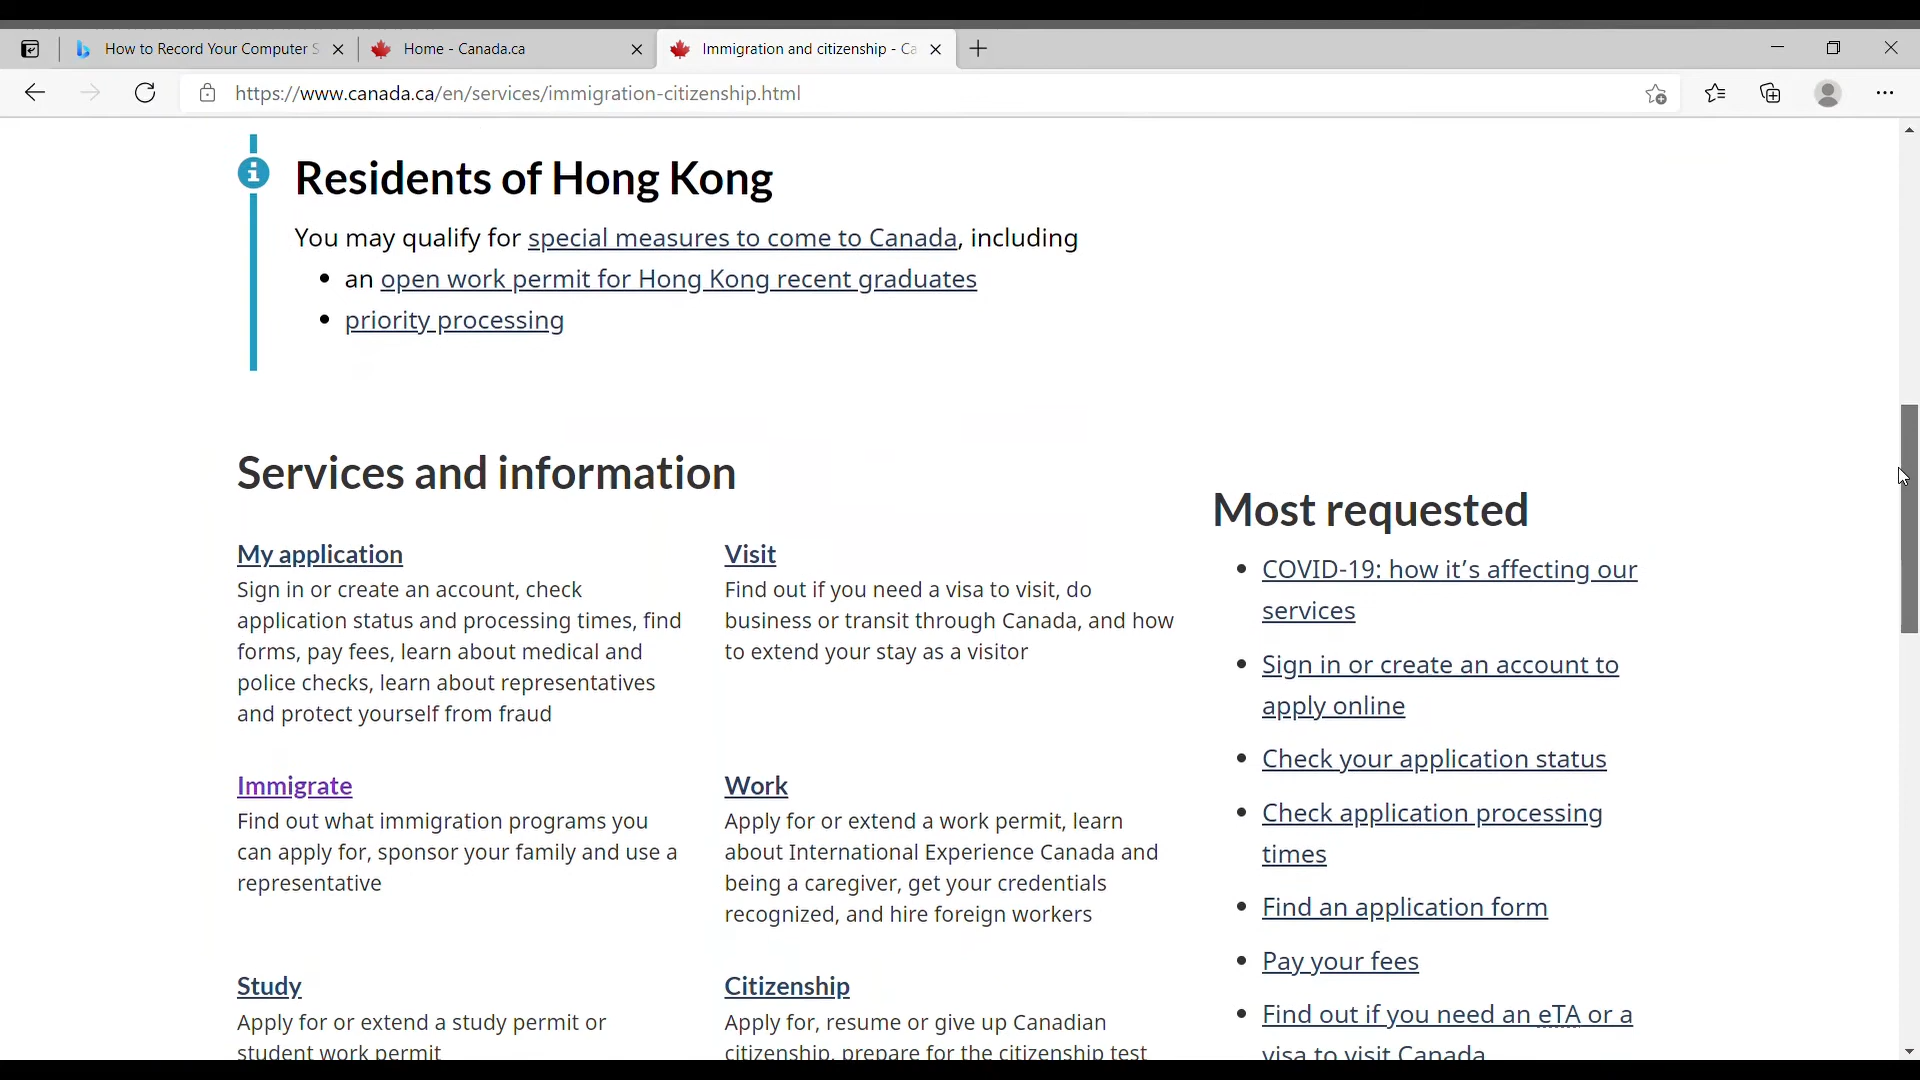 How to Record Your Computer S
Home - Canada.ca
Immigration and citizenship - Ca
https://www.canada.ca/en/services/immigration-citizenship.html
Residents of Hong Kong
You may qualify for special measures to come to Canada, including
• an open work permit for Hong Kong recent graduates
• priority processing
Services and information
My application
Sign in or create an account, check
application status and processing times, find
forms, pay fees, learn about medical and
police checks, learn about representatives
and protect yourself from fraud
Visit
Find out if you need a visa to visit, do
business or transit through Canada, and how
to extend your stay as a visitor
Immigrate
Find out what immigration programs you
can apply for, sponsor your family and use a
representative
Work
Apply for or extend a work permit, learn
about International Experience Canada and
being a caregiver, get your credentials
recognized, and hire foreign workers
Study
Apply for or extend a study permit or
student work permit
Citizenship
Apply for, resume or give up Canadian
citizenship, prepare for the citizenship test
Most requested
• COVID-19: how it’s affecting our
services
• Sign in or create an account to
apply online
• Check your application status
• Check application processing
times
• Find an application form
• Pay your fees
• Find out if you need an eTA or a
visa to visit Canada